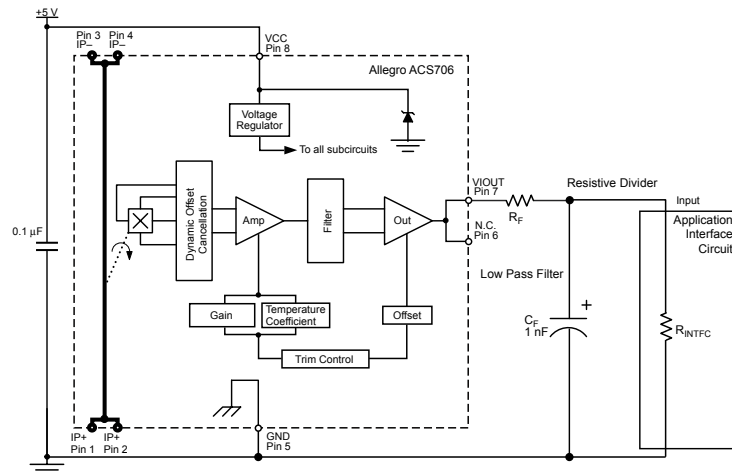 +5 V
Pin 3 Pin 4
IP– IP–
VCC
Pin 8
Allegro ACS706
Voltage
Regulator
To all subcircuits
VIOUT
Pin 7
Resistive Divider
Input
RF
Application
Interface
Circuit
N.C.
Pin 6
Dynamic Offset
Cancellation
Amp
Filter
Out
0.1 μF
Low Pass Filter
+
Gain
Temperature
Coefficient
Offset
CF
1 nF
RINTFC
Trim Control
IP+ IP+
Pin 1 Pin 2
GND
Pin 5